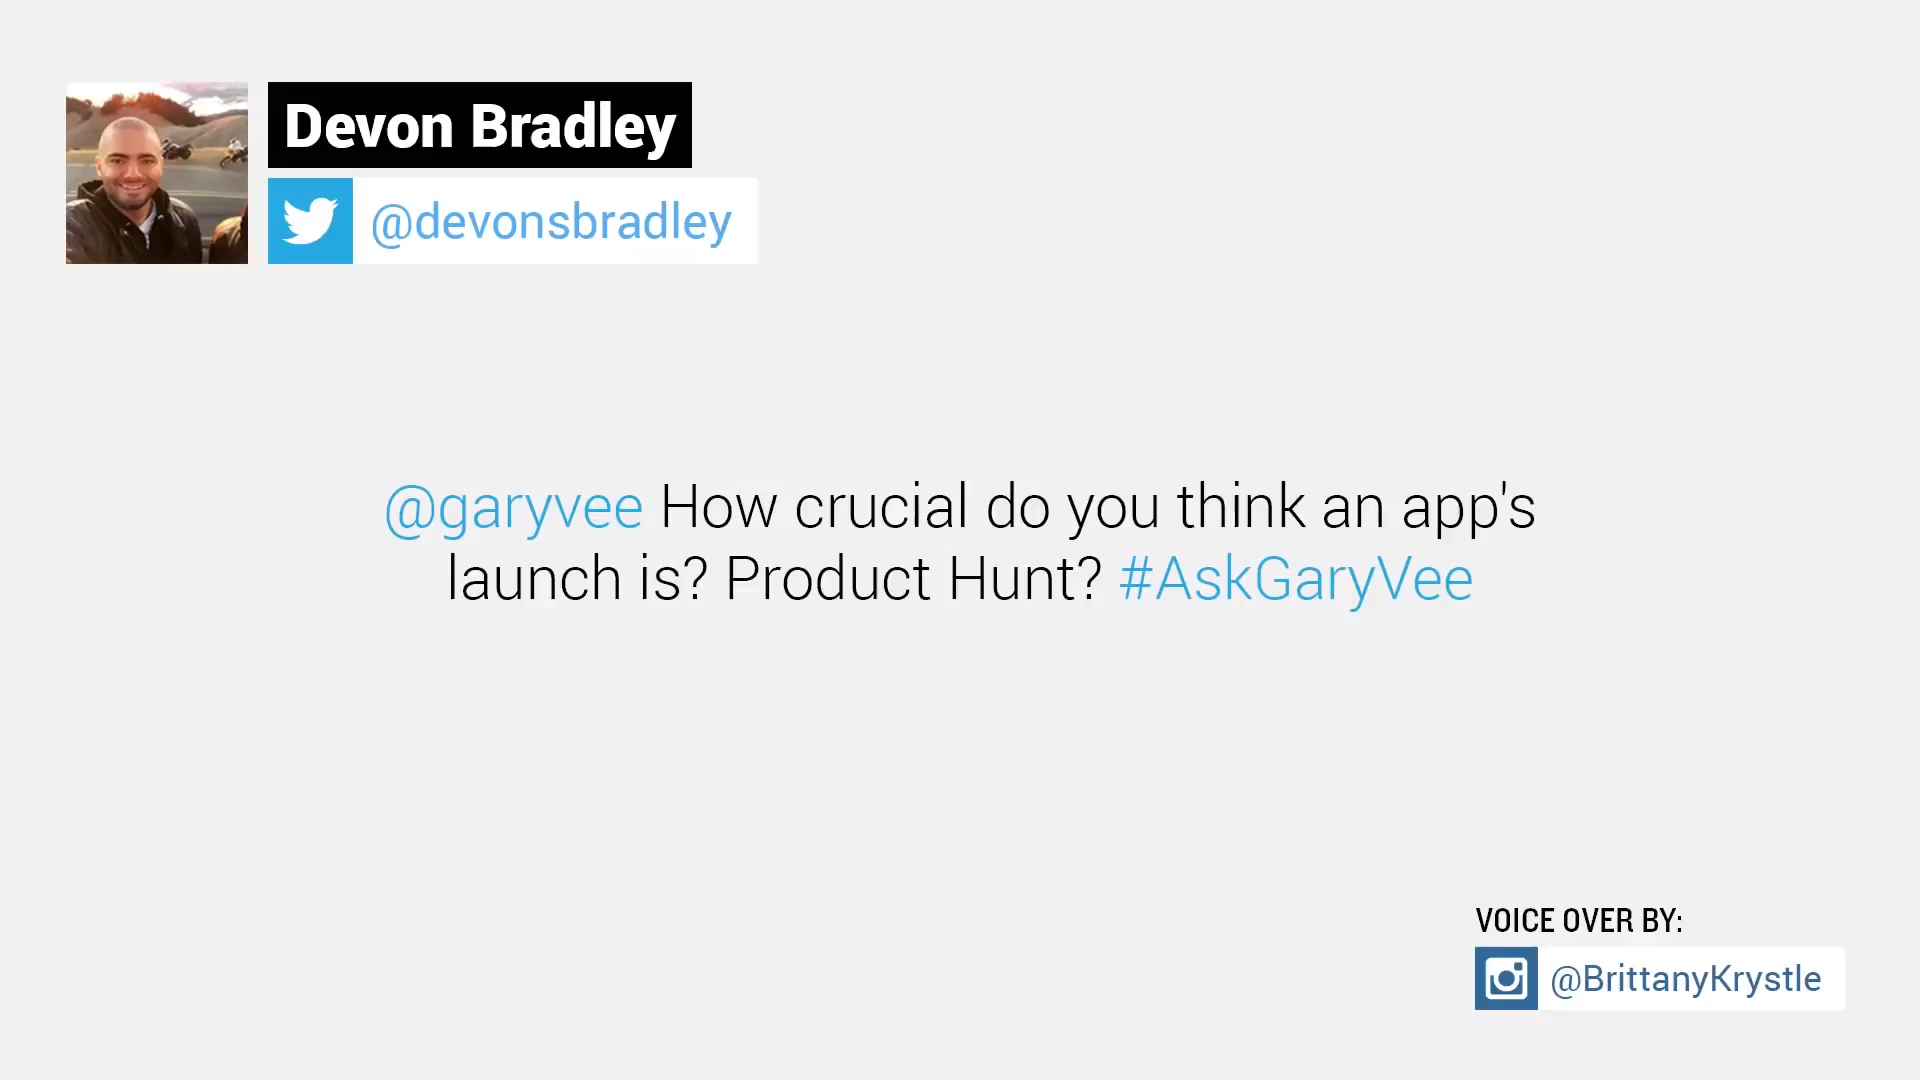 Devon Bradley
@devonsbradley
@garyvee How crucial do you think an app's
launch is? Product Hunt? #AskGaryVee
VOICE OVER BY:
@BrittanyKrystle